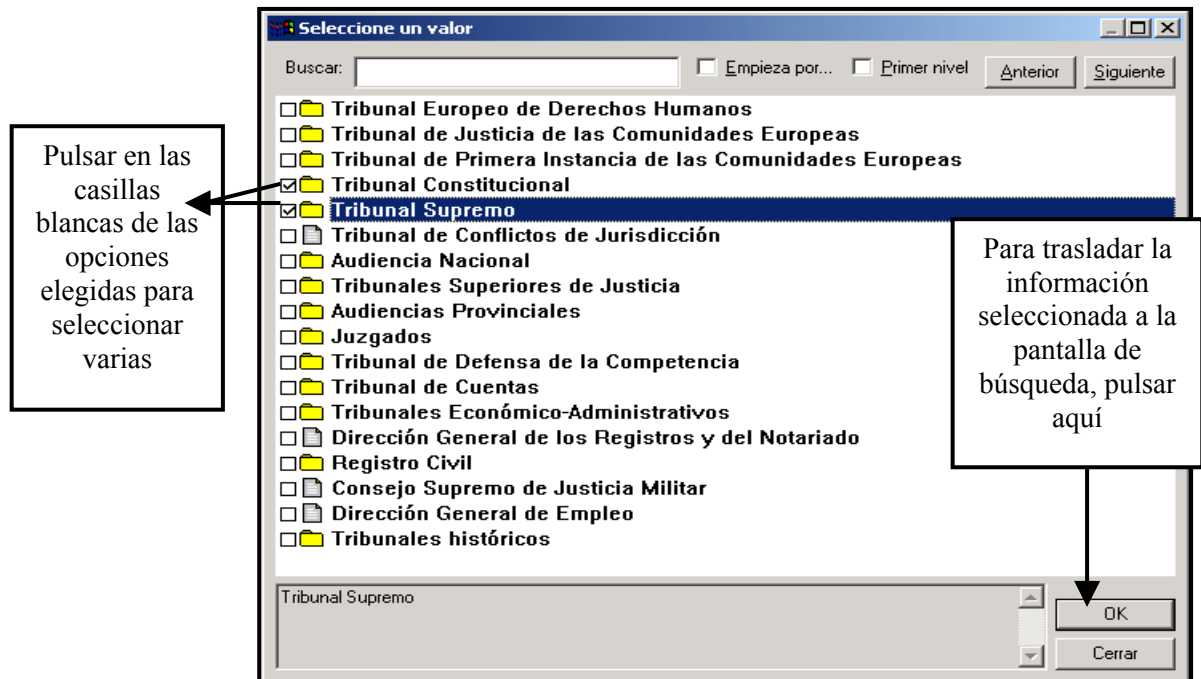 Seleccione un valor
Buscar:
Empieza por...
Primer nivel
Anterior
Siguiente
Tribunal Europeo de Derechos Humanos
Tribunal de Justicia de las Comunidades Europeas
Tribunal de Primera Instancia de las Comunidades Europeas
Tribunal Constitucional
Tribunal Supremo
Tribunal de Conflictos de Jurisdicción
Audiencia Nacional
Tribunales Superiores de Justicia
Audiencias Provinciales
Juzgados
Tribunal de Defensa de la Competencia
Tribunal de Cuentas
Tribunales Económico-Administrativos
Dirección General de los Registros y del Notariado
Registro Civil
Consejo Supremo de Justicia Militar
Dirección General de Empleo
Tribunales históricos
Tribunal Supremo
OK
Cerrar
Pulsar en las
casillas
blancas de las
opciones
elegidas para
seleccionar
varias
Para trasladar la
información
seleccionada a la
pantalla de
búsqueda, pulsar
aquí